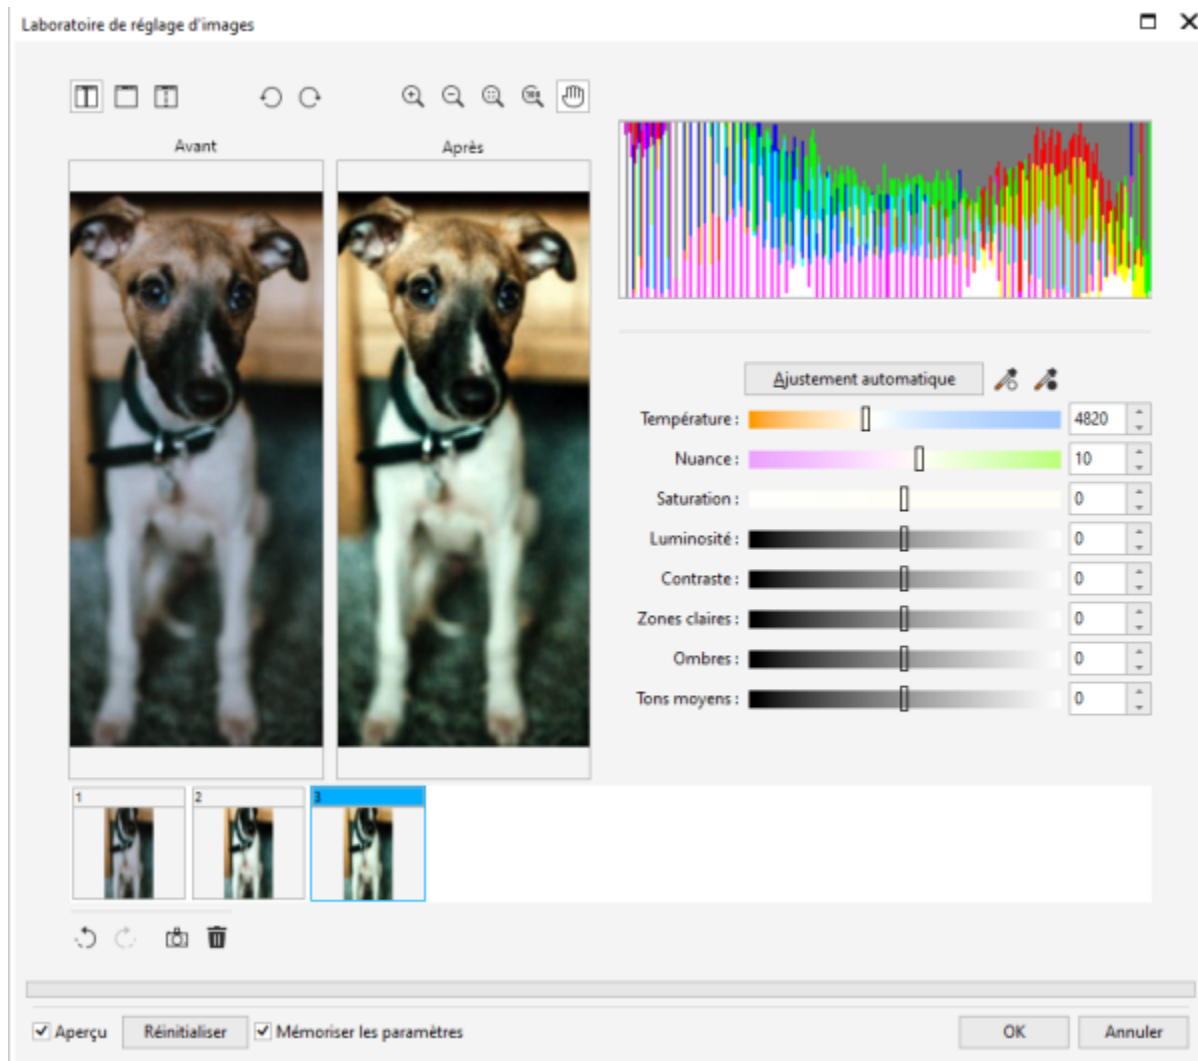 Laboratoire de réglage d'images
Avant
Après
Ajustement automatique
Température : 4820
Nuance : 10
Saturation : 0
Luminosité : 0
Contraste : 0
Zones claires : 0
Ombres : 0
Tons moyens : 0
1 2 3
Aperçu Réinitialiser Mémoriser les paramètres OK Annuler